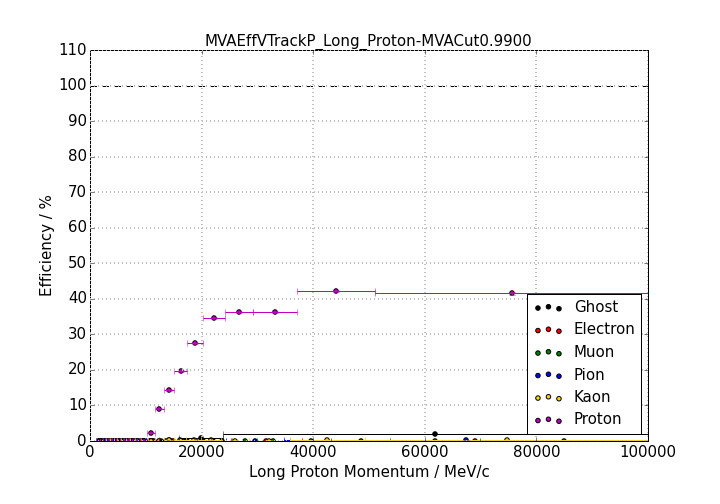 MVAEffVTrackP_Long_Proton-MVACut0.9900
Efficiency / %
110
100
90
80
70
60
50
40
30
20
10
0
0 20000 40000 60000 80000 100000
Long Proton Momentum / MeV/c
Ghost
Electron
Muon
Pion
Kaon
Proton